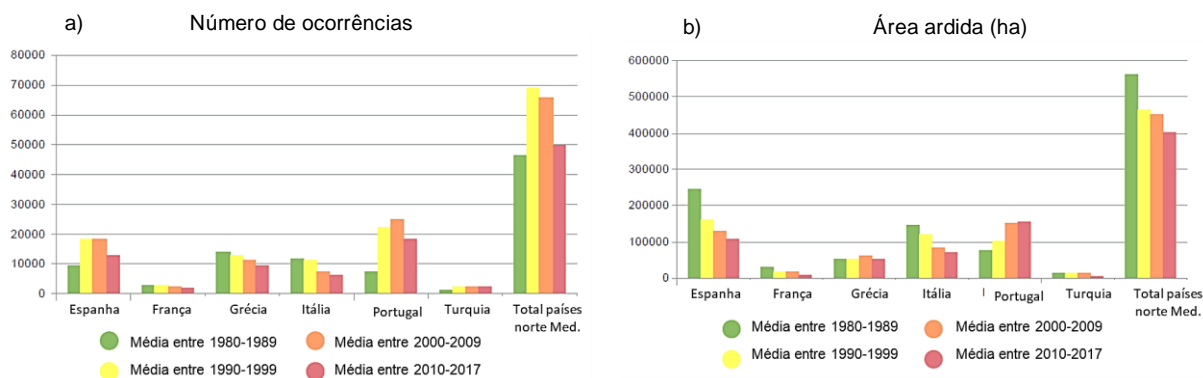 a) Número de ocorrências
80000
70000
60000
50000
40000
30000
20000
10000
0
Espanha França Grécia Itália Portugal Turquia Total países
norte Med.
Média entre 1980-1989 Média entre 2000-2009
Média entre 1990-1999 Média entre 2010-2017
b) Área ardida (ha)
600000
500000
400000
300000
200000
100000
0
Espanha França Grécia Itália Portugal Turquia Total países
norte Med.
Média entre 1980-1989 Média entre 2000-2009
Média entre 1990-1999 Média entre 2010-2017